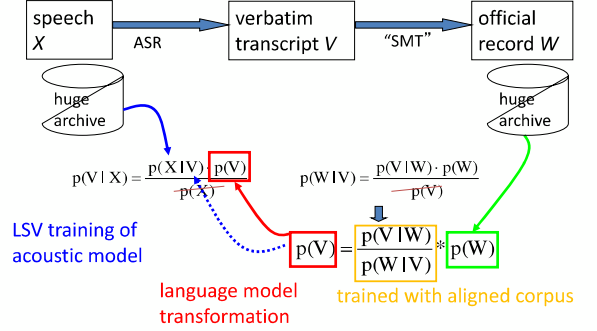 speech
X
ASR
verbatim
transcript V
“SMT”
official
record W
huge
archive
huge
archive
p(V | X) = p(X | V) · p(V) / p(X)
p(W | V) = p(V | W) · p(W) / p(V)
LSV training of
acoustic model
p(V) = p(V | W) / p(W | V) * p(W)
language model
transformation
trained with aligned corpus